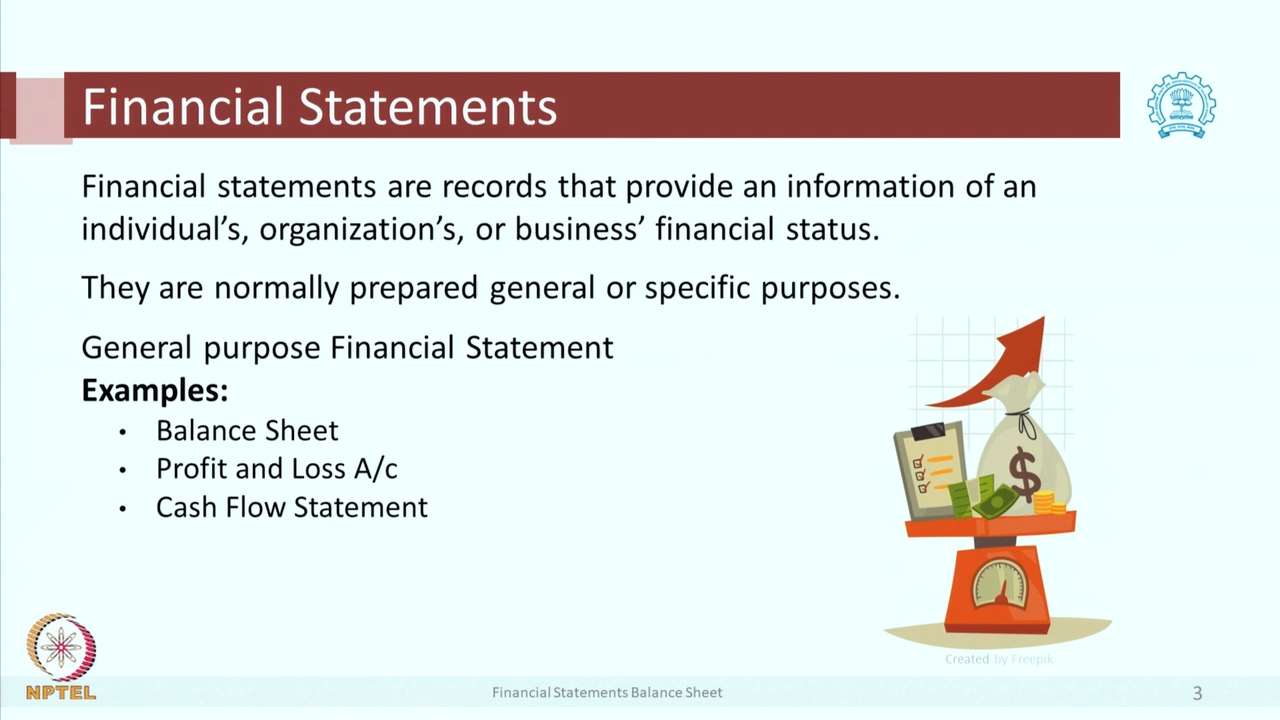 Financial Statements
Financial statements are records that provide an information of an
individual's, organization's, or business' financial status.
They are normally prepared general or specific purposes.
General purpose Financial Statement
Examples:
• Balance Sheet
• Profit and Loss A/c
• Cash Flow Statement
$
Created by Freepik
NPTEL
Financial Statements Balance Sheet
3